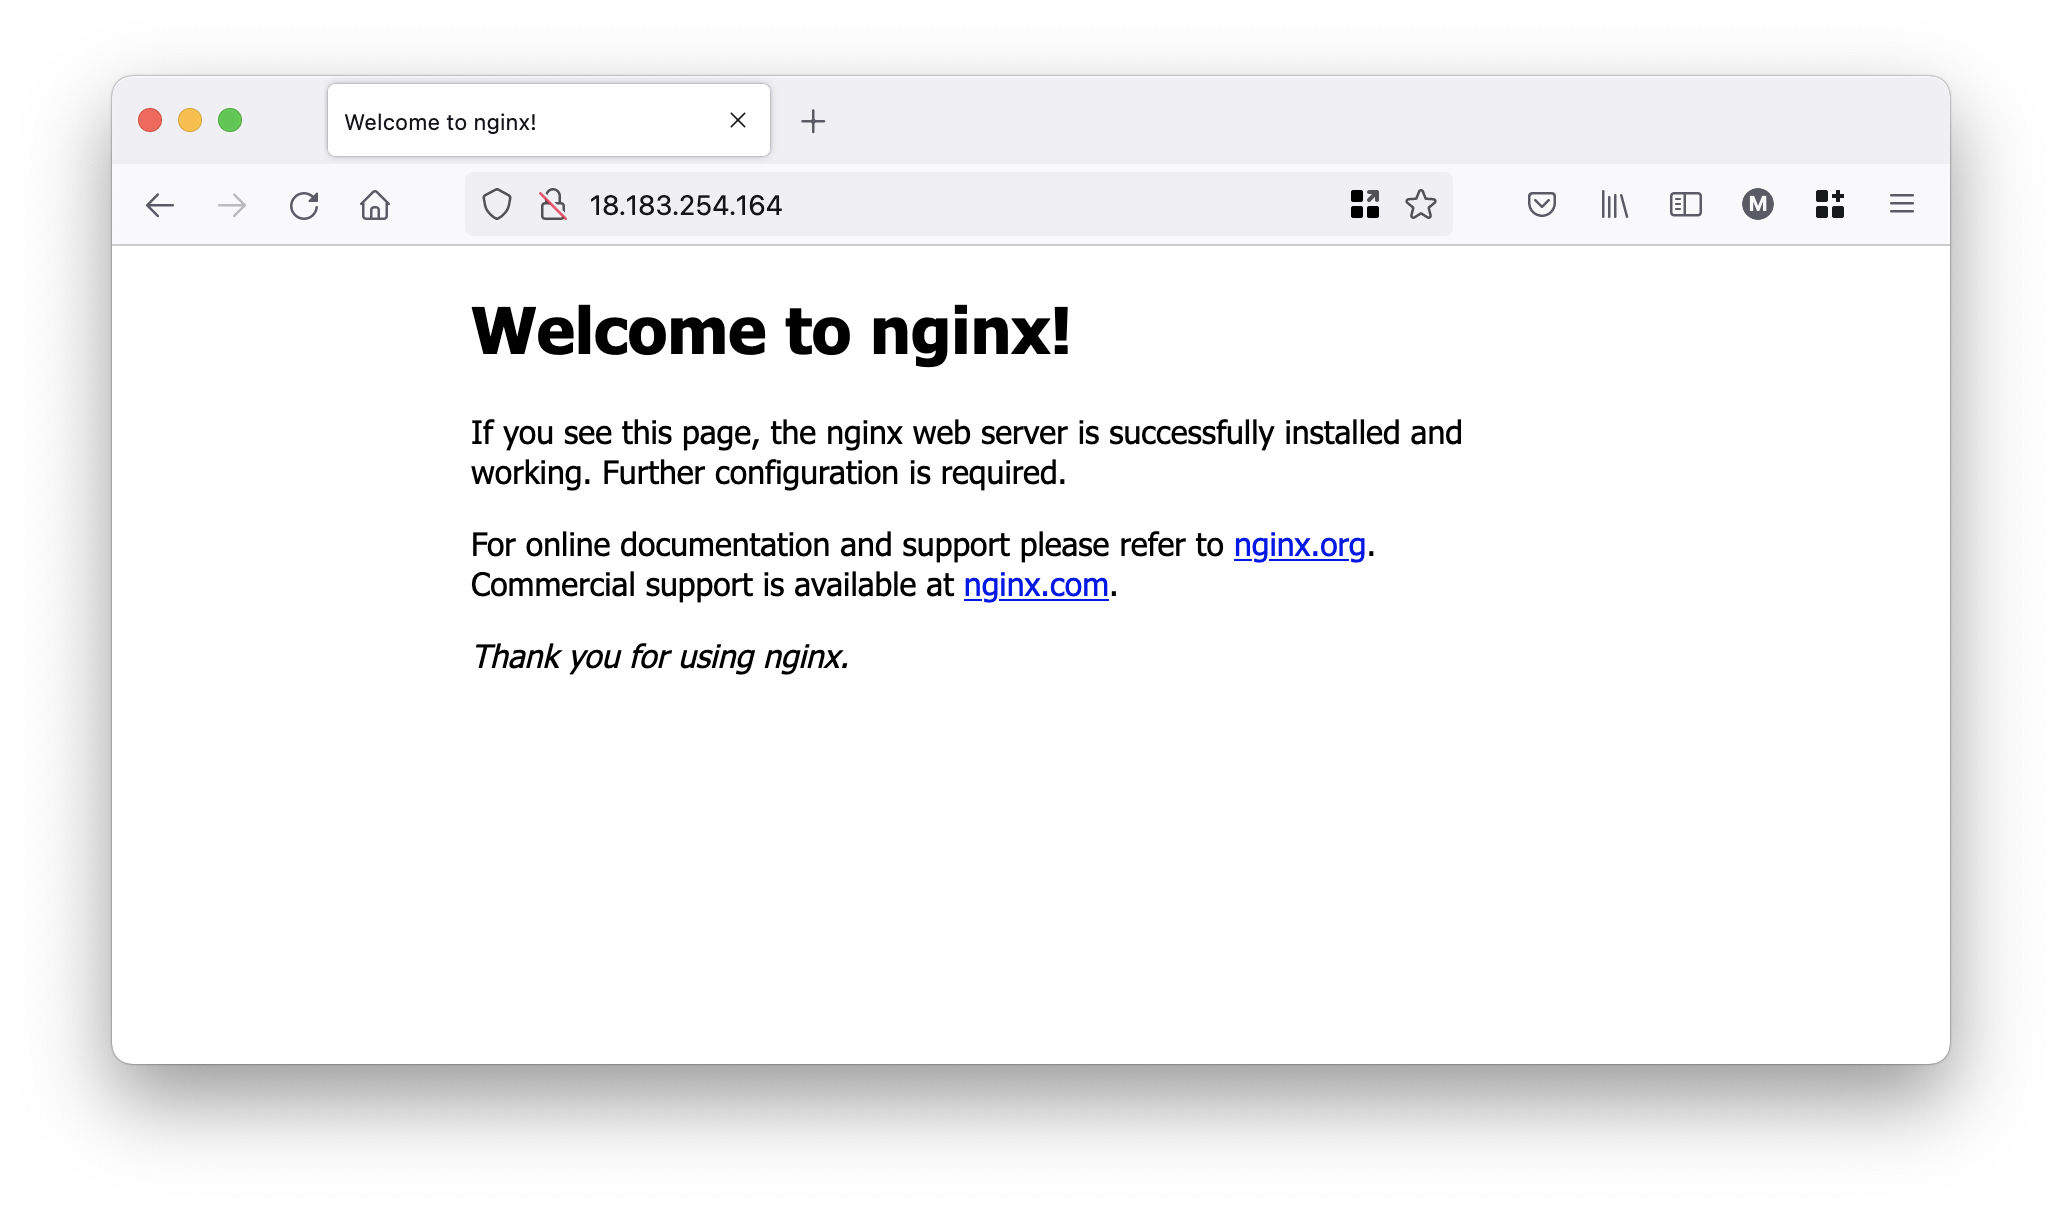 Welcome to nginx!
18.183.254.164
M
Welcome to nginx!
If you see this page, the nginx web server is successfully installed and
working. Further configuration is required.
For online documentation and support please refer to nginx.org.
Commercial support is available at nginx.com.
Thank you for using nginx.